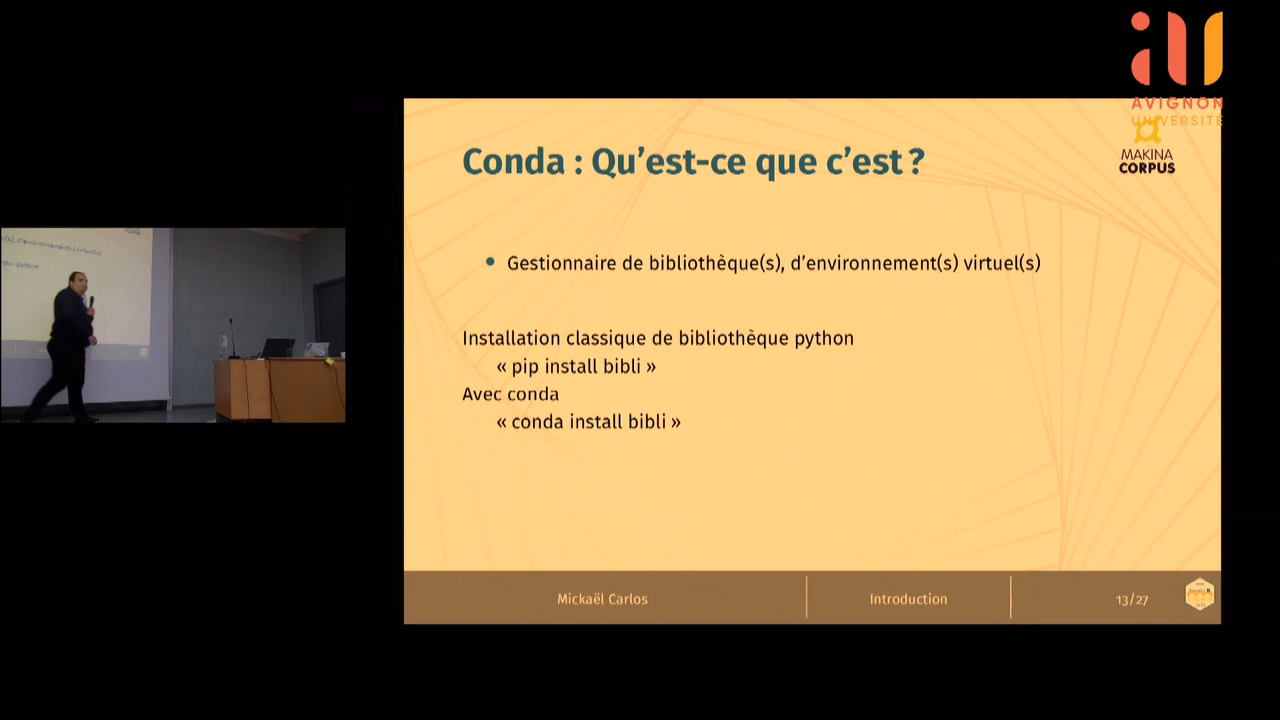 AVIGNON
UNIVERSITÉ
MAKINA
CORPUS
Conda : Qu’est-ce que c’est ?
• Gestionnaire de bibliothèque(s), d’environnement(s) virtuel(s)
Installation classique de bibliothèque python
« pip install bibli »
Avec conda
« conda install bibli »
Mickaël Carlos
Introduction
13/27